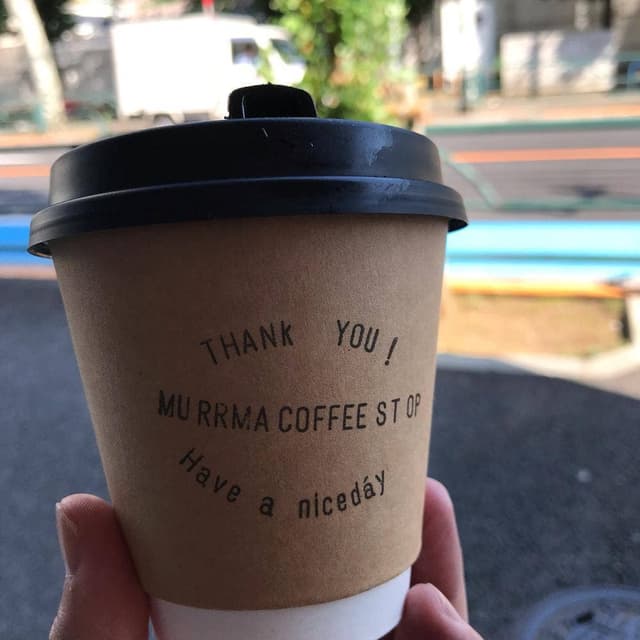 THANK YOU!
MURRMA COFFEE STOP
Have a niceday